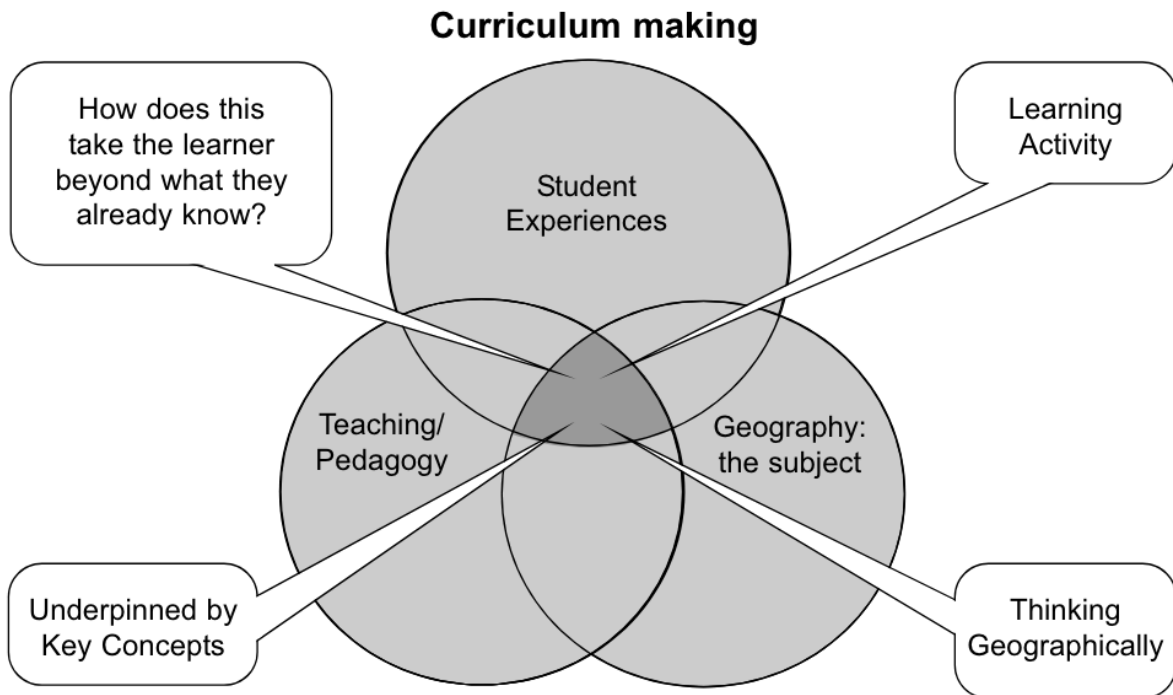 Curriculum making
How does this
take the learner
beyond what they
already know?
Learning
Activity
Student
Experiences
Teaching/
Pedagogy
Geography:
the subject
Underpinned by
Key Concepts
Thinking
Geographically